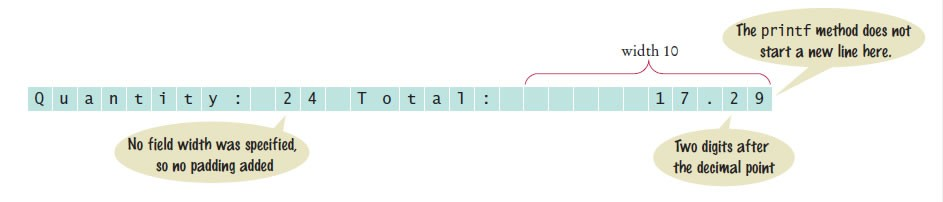 The printf method does not
start a new line here.
width 10
Quantity: 24 Total:      17.29
No field width was specified,
so no padding added
Two digits after
the decimal point